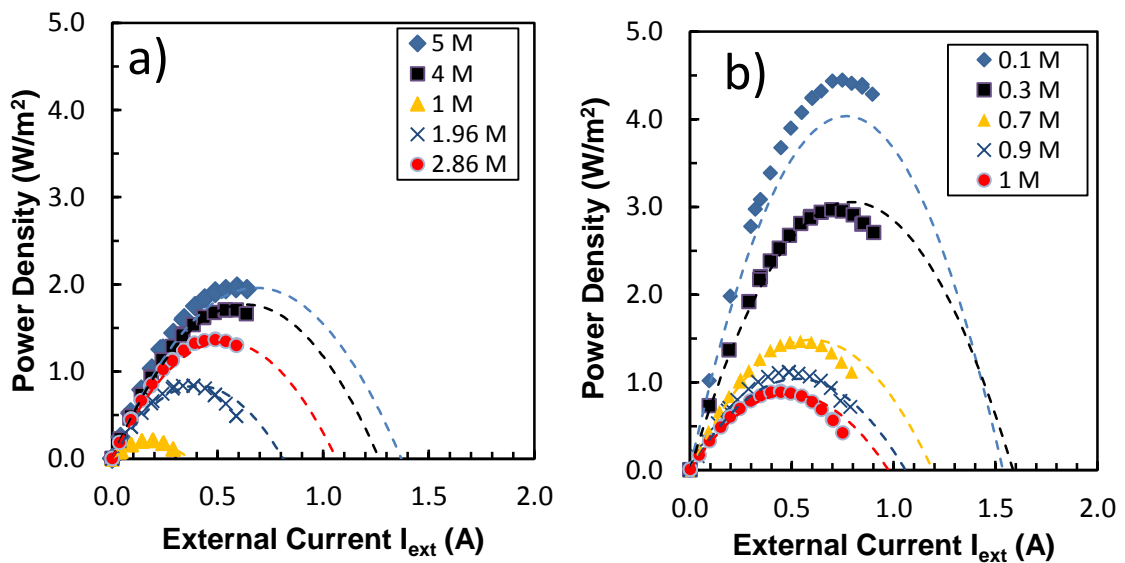 a)
5.0
4.0
3.0
2.0
1.0
0.0
0.0
0.5
1.0
1.5
2.0
Power Density (W/m²)
External Current Iext (A)
5 M
4 M
1 M
1.96 M
2.86 M
b)
5.0
4.0
3.0
2.0
1.0
0.0
0.0
0.5
1.0
1.5
2.0
Power Density (W/m²)
External Current Iext (A)
0.1 M
0.3 M
0.7 M
0.9 M
1 M